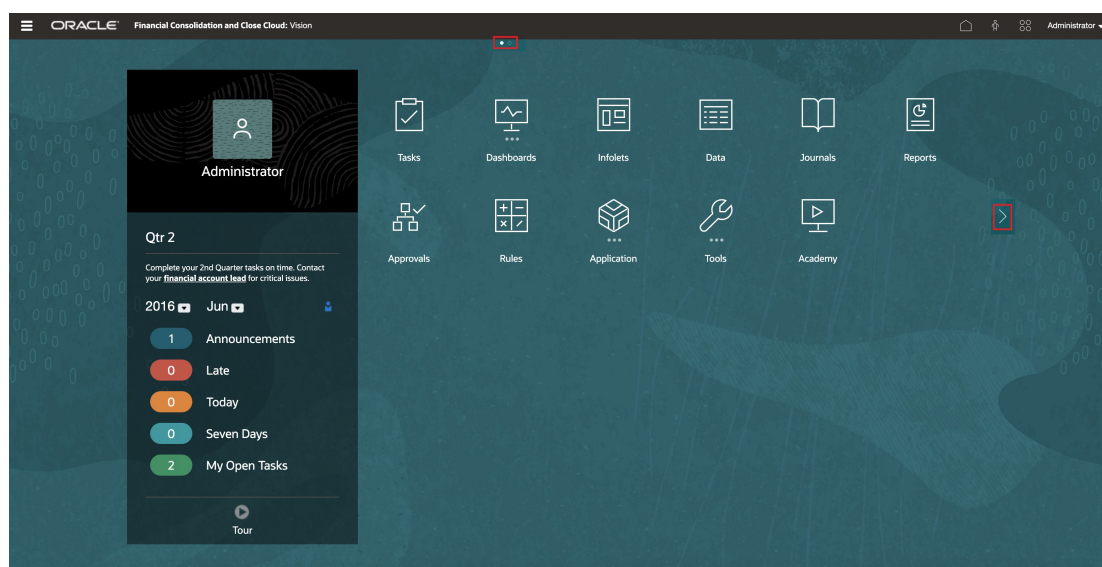 ORACLE Financial Consolidation and Close Cloud: Vision Administrator
Administrator
Tasks Dashboards Infolets Data Journals Reports
Approvals Rules Application Tools Academy
Qtr 2
Complete your 2nd Quarter tasks on time. Contact
your financial account lead for critical issues.
2016 Jun
1 Announcements
0 Late
0 Today
0 Seven Days
2 My Open Tasks
Tour